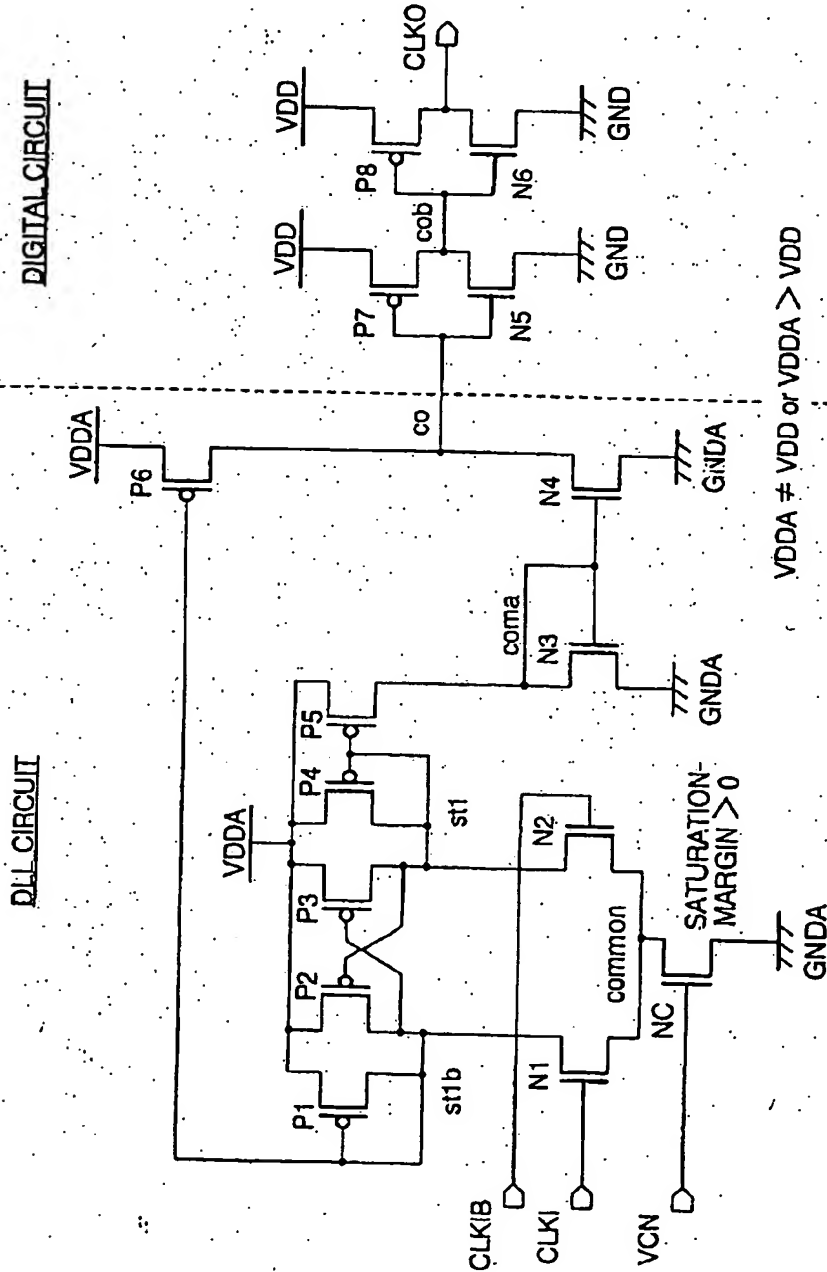 DLL CIRCUIT
DIGITAL CIRCUIT
VDDA
P6
co
VDD
P7
N5
cob
GND
VDD
P8
N6
CLKO
GND
VDDA
P1
P2
P3
P4
P5
st1b
st1
coma
N3
N4
GNDA
GNDA
CLKIB
CLKI
VCN
N1
N2
common
NC
SATURATION-
MARGIN > 0
GNDA
VDDA ≠ VDD or VDDA > VDD